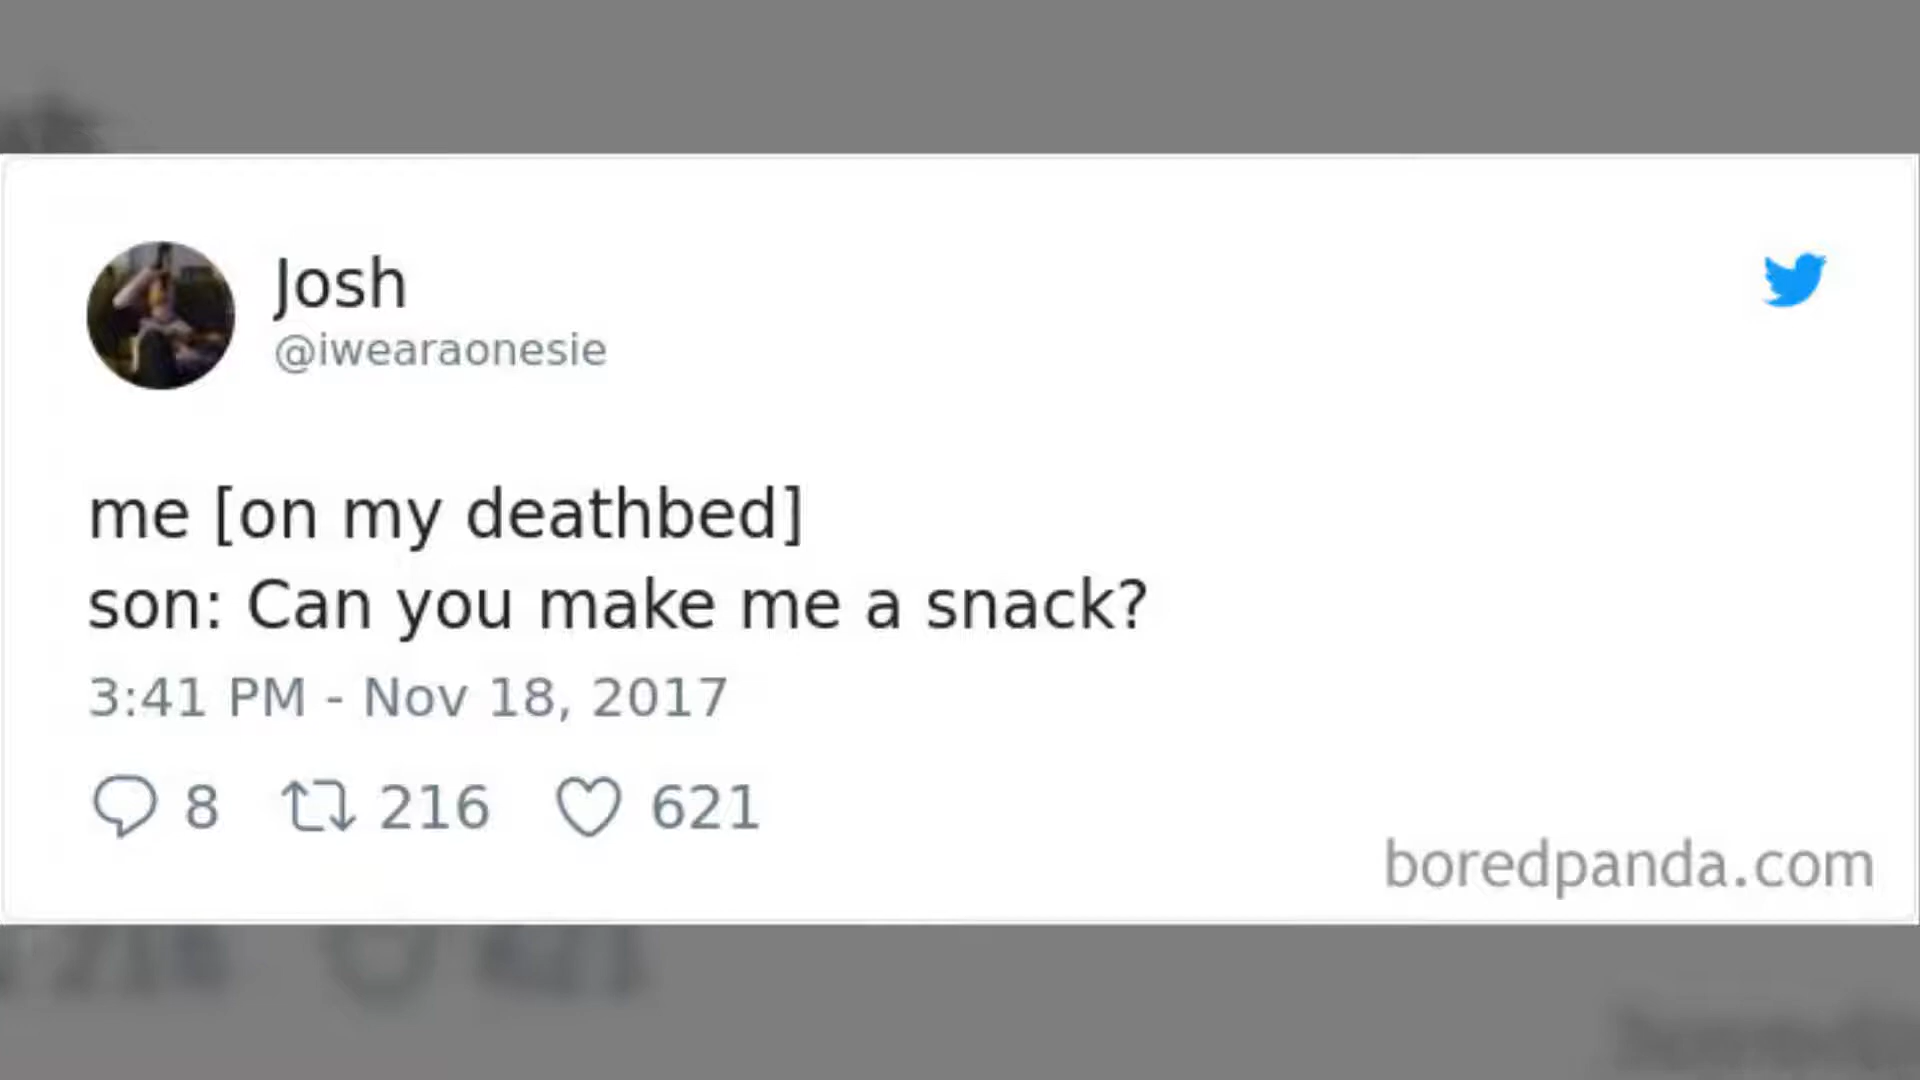 Josh
@iwearaonesie
me [on my deathbed]
son: Can you make me a snack?
3:41 PM - Nov 18, 2017
8 216 621
boredpanda.com